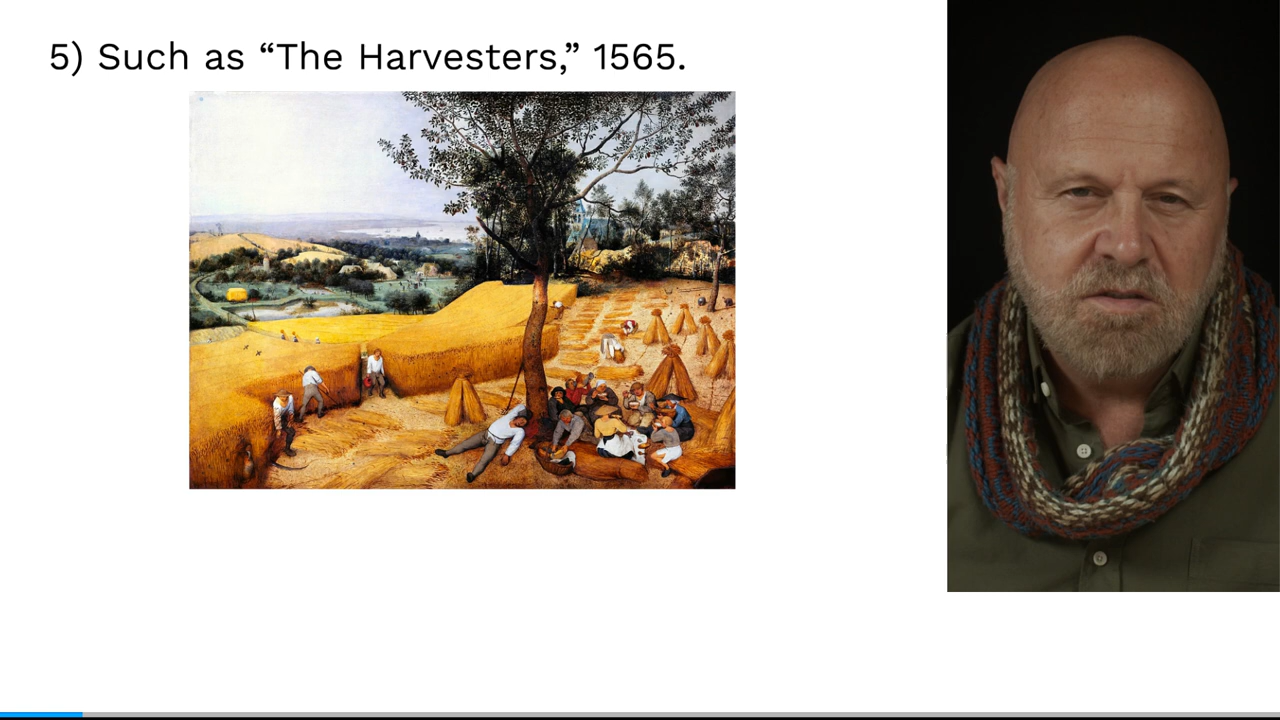 5) Such as “The Harvesters,” 1565.